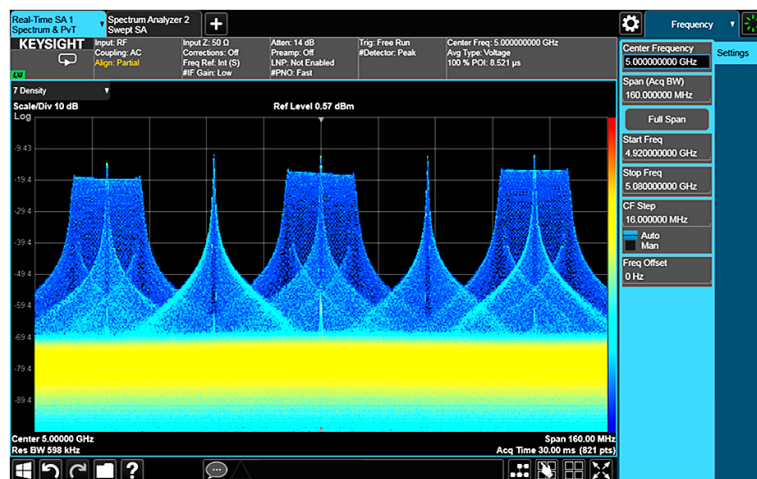 Real-Time SA 1
Spectrum & PvT
Spectrum Analyzer 2
Swept SA
Frequency
KEYSIGHT
Input: RF
Coupling: AC
Align: Partial
Input Z: 50 Ω
Corrections: Off
Freq Ref: Int (S)
#IF Gain: Low
Atten: 14 dB
Preamp: Off
LNP: Not Enabled
#PNO: Fast
Trig: Free Run
#Detector: Peak
Center Freq: 5.000000000 GHz
Avg Type: Voltage
100 % POI: 8.521 µs
LXI
Center Frequency
5.000000000 GHz
Settings
Span (Acq BW)
160.000000 MHz
Full Span
Start Freq
4.920000000 GHz
Stop Freq
5.080000000 GHz
CF Step
16.000000 MHz
Auto
Man
Freq Offset
0 Hz
7 Density
Scale/Div 10 dB
Ref Level 0.57 dBm
Log
-9.43
-19.4
-29.4
-39.4
-49.4
-59.4
-69.4
-79.4
-89.4
Center 5.00000 GHz
Span 160.00 MHz
Res BW 598 kHz
Acq Time 30.00 ms (821 pts)
?